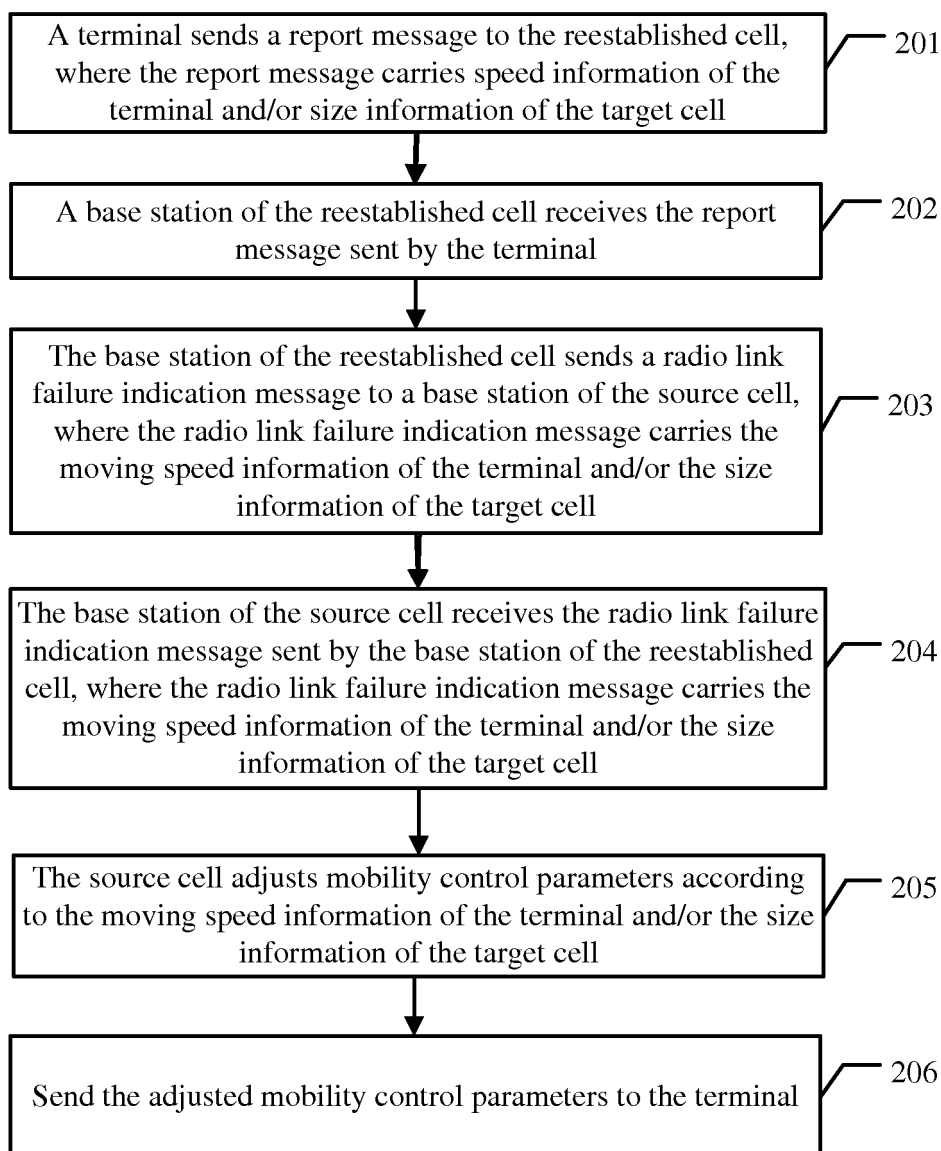 A terminal sends a report message to the reestablished cell,
where the report message carries speed information of the
terminal and/or size information of the target cell
201
A base station of the reestablished cell receives the report
message sent by the terminal
202
The base station of the reestablished cell sends a radio link
failure indication message to a base station of the source cell,
where the radio link failure indication message carries the
moving speed information of the terminal and/or the size
information of the target cell
203
The base station of the source cell receives the radio link failure
indication message sent by the base station of the reestablished
cell, where the radio link failure indication message carries the
moving speed information of the terminal and/or the size
information of the target cell
204
The source cell adjusts mobility control parameters according
to the moving speed information of the terminal and/or the size
information of the target cell
205
Send the adjusted mobility control parameters to the terminal
206